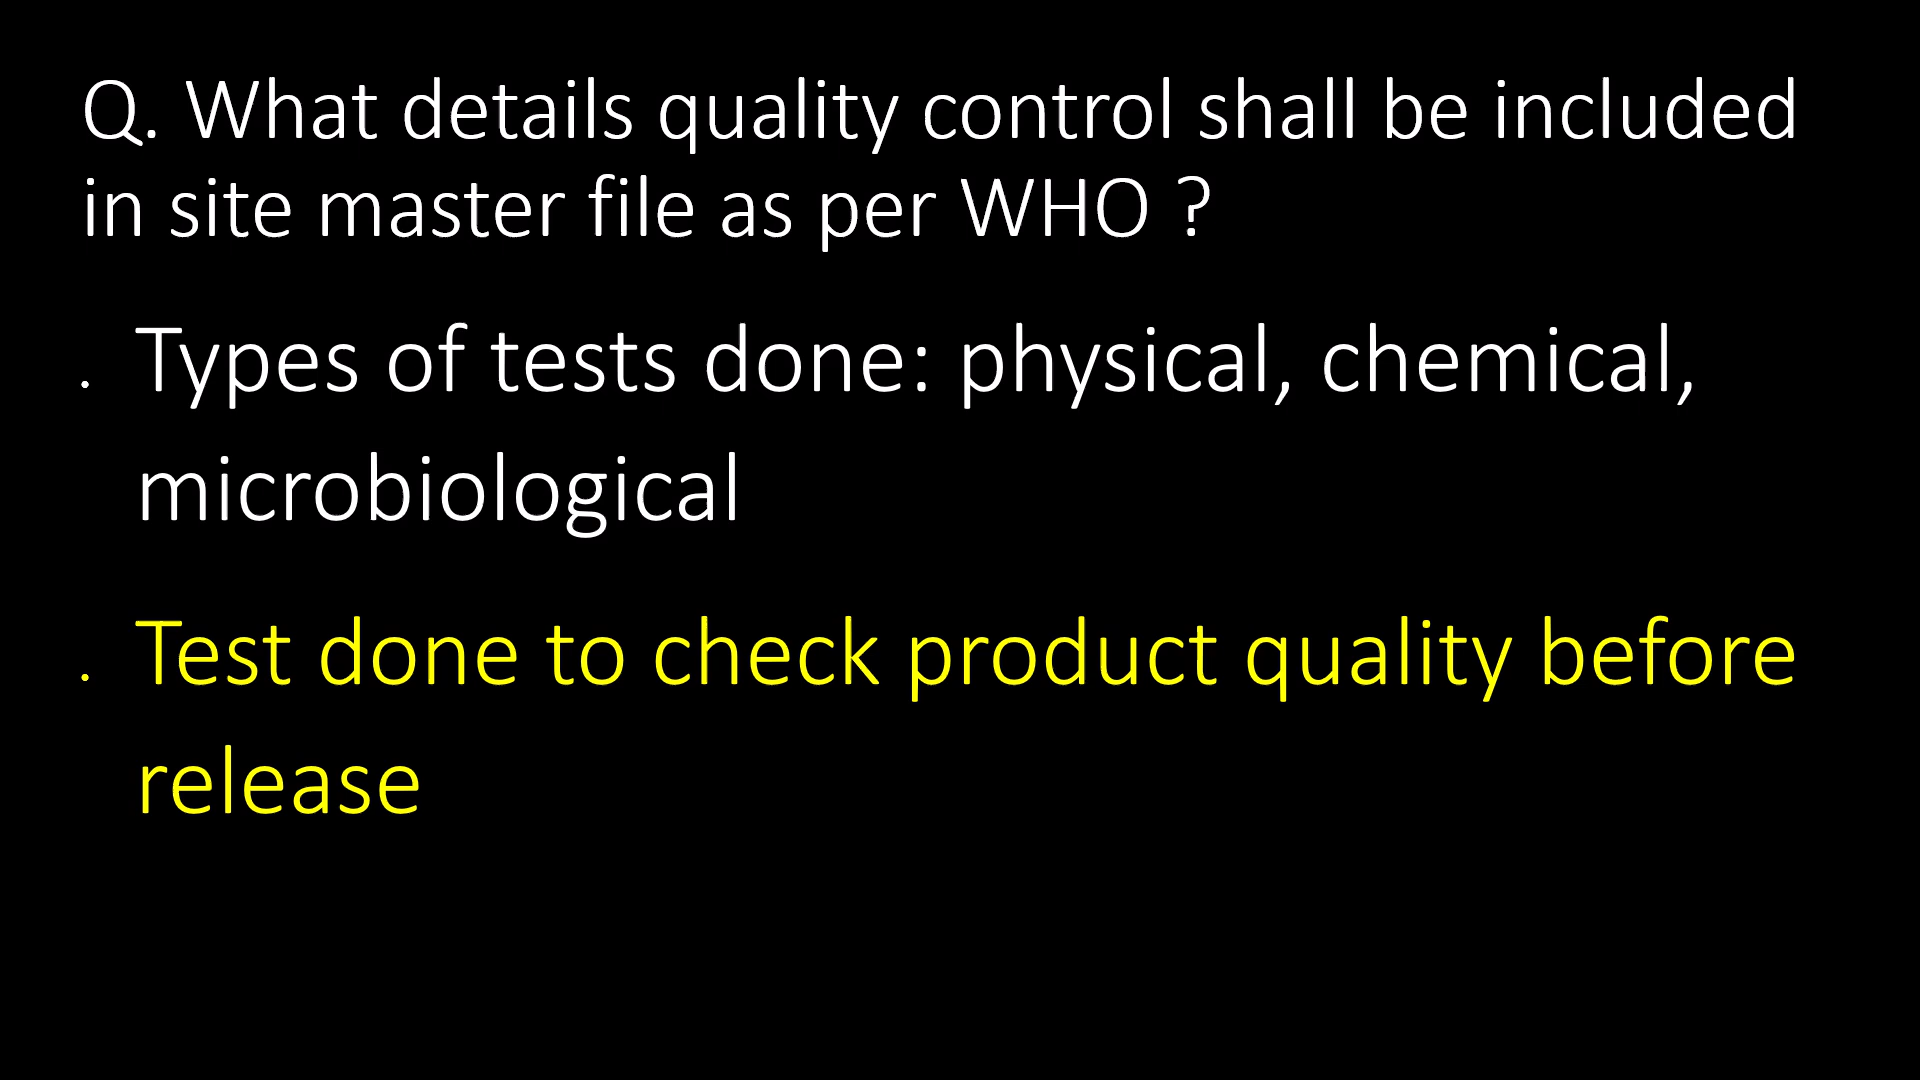 Q. What details quality control shall be included
in site master file as per WHO ?
• Types of tests done: physical, chemical,
microbiological
• Test done to check product quality before
release